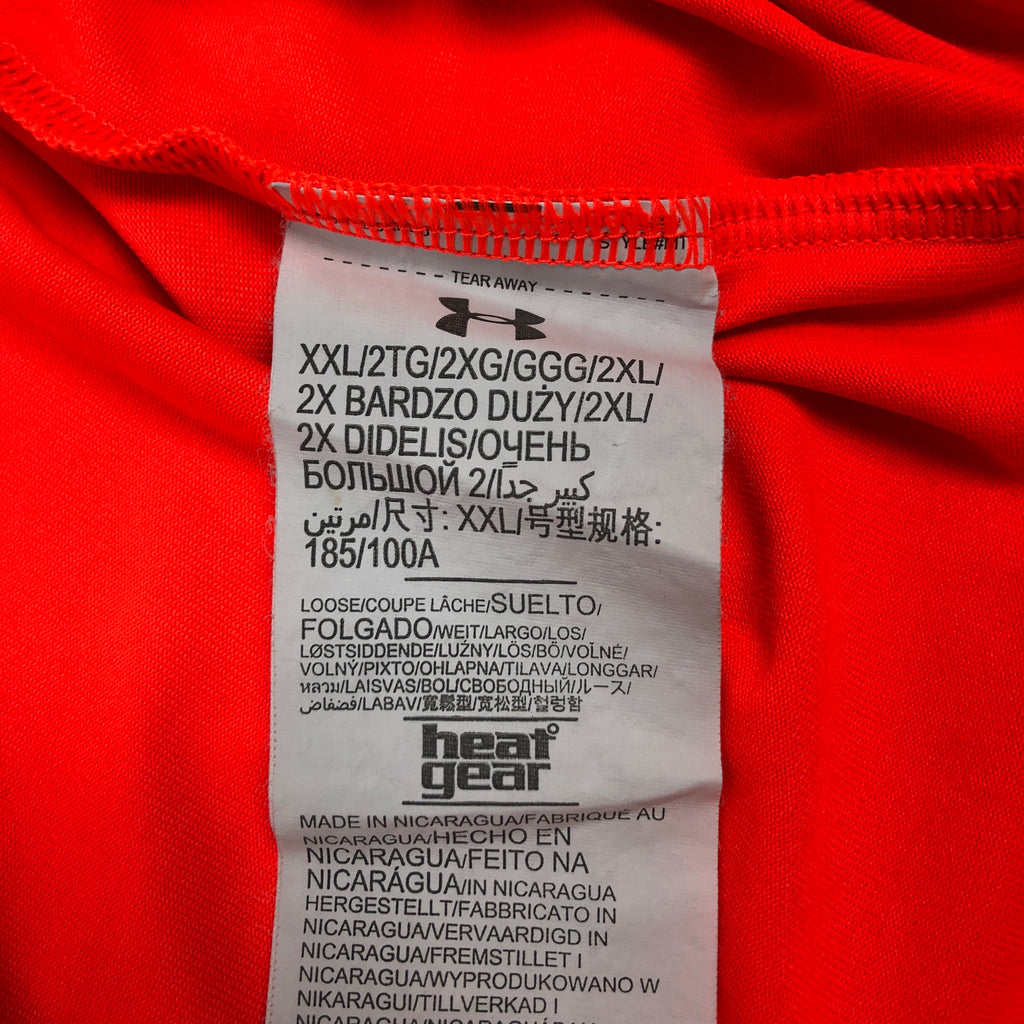 STYLE#:
TEAR AWAY
XXL/2TG/2XG/GGG/2XL/
2X BARDZO DUŻY/2XL/
2X DIDELIS/ОЧЕНЬ
БОЛЬШОЙ 2/كبير جدًا
مرتين/尺寸: XXL/号型规格:
185/100A
LOOSE/COUPE LÂCHE/SUELTO/
FOLGADO/WEIT/LARGO/LOS/
LØSTSIDDENDE/LUŹNY/LÖS/BŐ/VOĽNÉ/
VOLNÝ/PIXTO/OHLAPNA/TILAVA/LONGGAR/
หลวม/LAISVAS/BOL/СВОБОДНЫЙ/ルース/
فضفاض/LABAV/寬鬆型/宽松型/헐렁함
heat
gear
MADE IN NICARAGUA/FABRIQUÉ AU
NICARAGUA/HECHO EN
NICARAGUA/FEITO NA
NICARÁGUA/IN NICARAGUA
HERGESTELLT/FABBRICATO IN
NICARAGUA/VERVAARDIGD IN
NICARAGUA/FREMSTILLET I
NICARAGUA/WYPRODUKOWANO W
NIKARAGUI/TILLVERKAD I